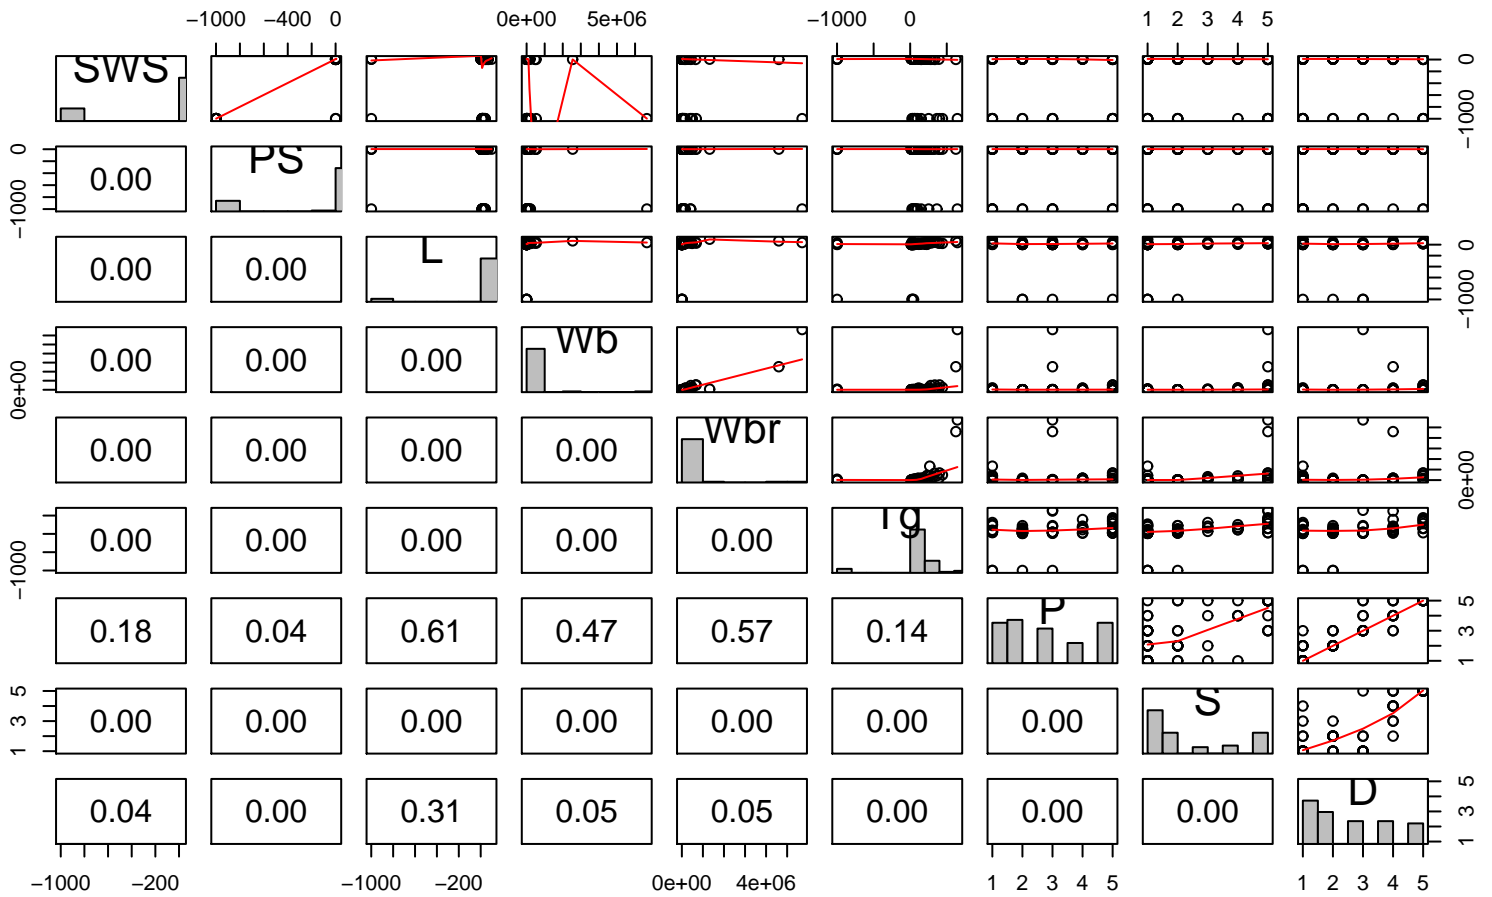 −1000 −400 0 0e+00 5e+06 −1000 0 1 2 3 4 5
SWS 0 −1000
0 −1000 0.00 PS
0.00 0.00 L 0 −1000
0e+00 0.00 0.00 0.00 Wb
0.00 0.00 0.00 0.00 Wbr 0e+00
−1000 0.00 0.00 0.00 0.00 0.00 Tg
0.18 0.04 0.61 0.47 0.57 0.14 P 5 3 1
5 3 1 0.00 0.00 0.00 0.00 0.00 0.00 0.00 S
0.04 0.00 0.31 0.05 0.05 0.00 0.00 0.00 D 5 3 1
−1000 −200 −1000 −200 0e+00 4e+06 1 2 3 4 5 1 2 3 4 5